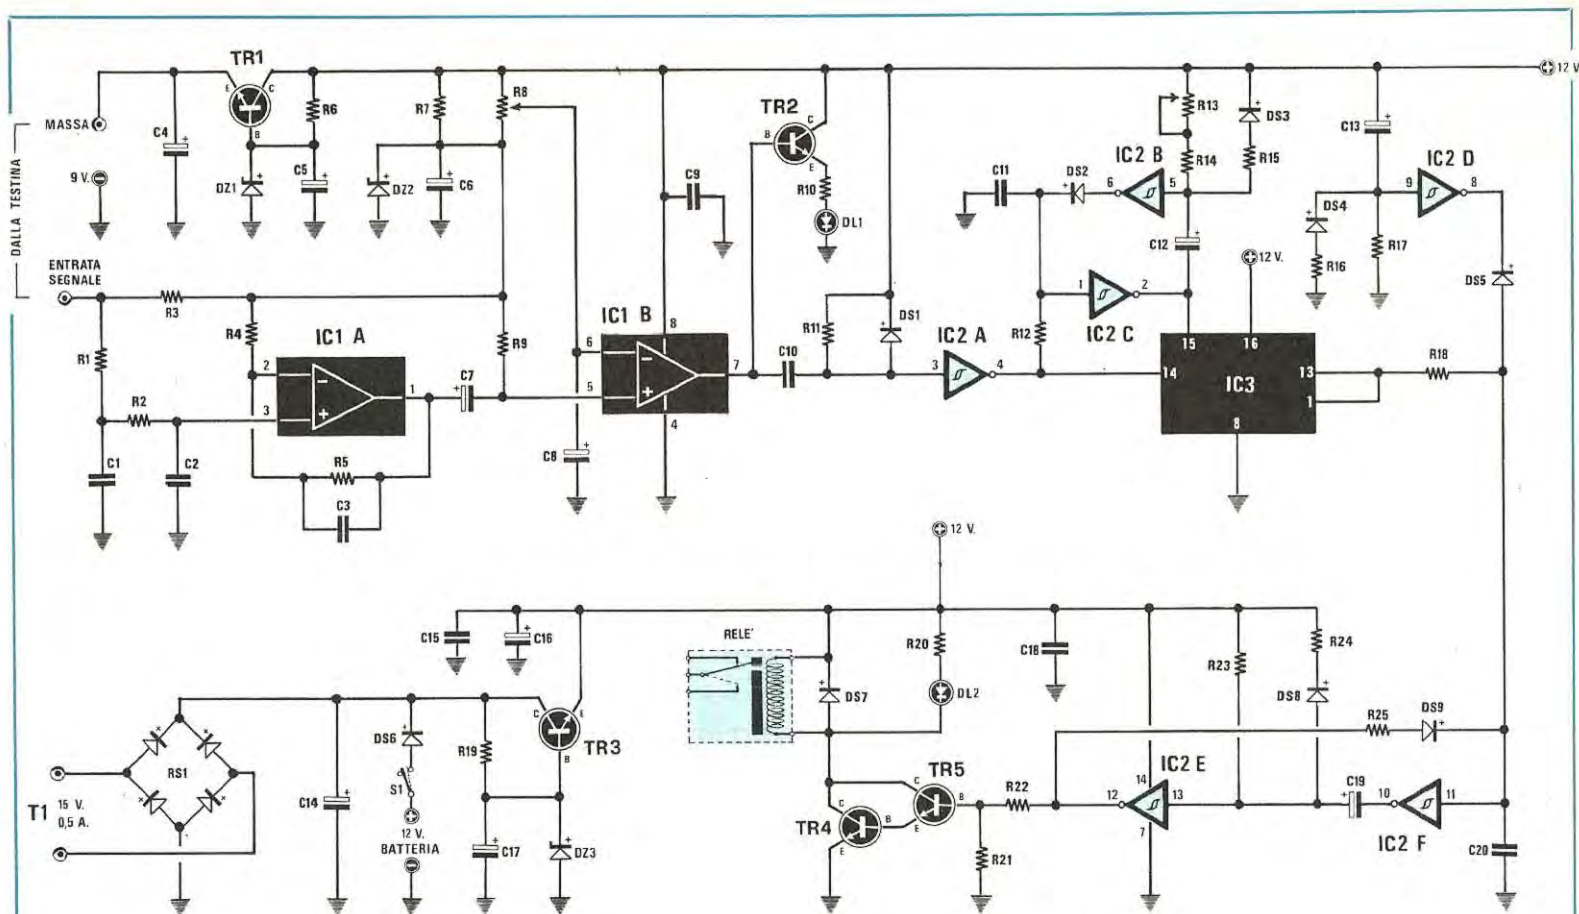 TR1
12 V.
MASSA
C4
E
C
B
R6
R7
R8
DZ1
C5
DZ2
C6
9 V.
DALLA TESTINA
ENTRATA
SEGNALE
C9
TR2
B
C
E
R10
DL1
C11
DS2
6
IC2 B
5
R13
R14
DS3
R15
C12
C13
IC2 D
9
8
DS4
R16
R17
DS5
R3
R1
R4
IC1 A
2
3
1
R2
C1
C2
R5
C3
C7
R9
IC1 B
8
6
5
7
4
C8
C10
R11
DS1
IC2 A
3
4
R12
1
2
IC2 C
12 V.
15
16
14
IC3
13
1
8
R18
12 V.
C15
C16
RELE'
DS7
R20
DL2
C18
R23
R24
DS8
R25
DS9
RS1
T1
15 V.
0,5 A.
C14
DS6
S1
12 V.
BATTERIA
R19
C
E
B
TR3
C17
DZ3
TR5
C
B
E
TR4
C
B
E
R22
R21
IC2 E
14
12
13
7
C19
10
11
IC2 F
C20